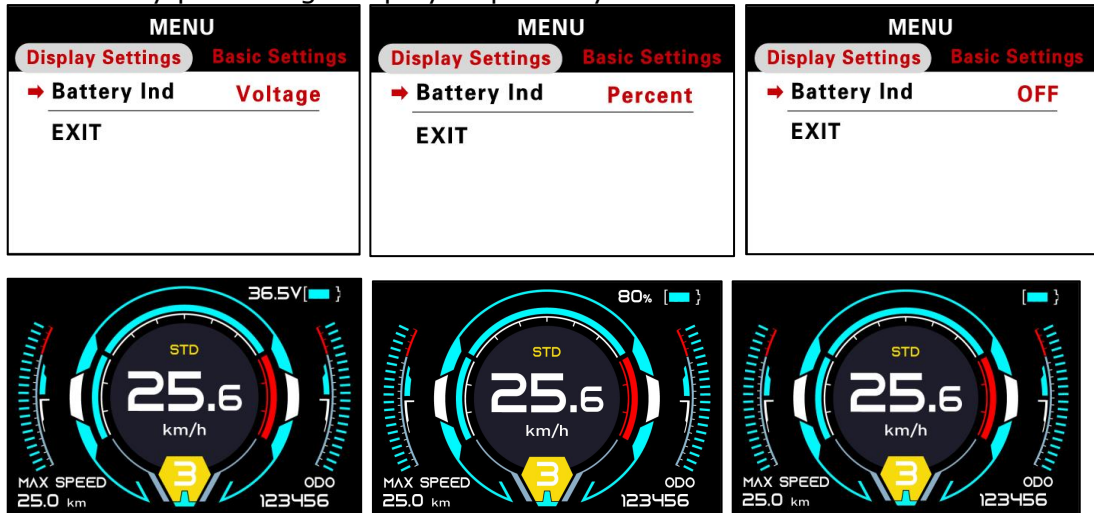 MENU
Display Settings Basic Settings
➡ Battery Ind Voltage
EXIT
MENU
Display Settings Basic Settings
➡ Battery Ind Percent
EXIT
MENU
Display Settings Basic Settings
➡ Battery Ind OFF
EXIT
36.5V
STD
25.6
km/h
3
MAX SPEED
25.0 km
ODO
123456
80%
STD
25.6
km/h
3
MAX SPEED
25.0 km
ODO
123456
STD
25.6
km/h
3
MAX SPEED
25.0 km
ODO
123456